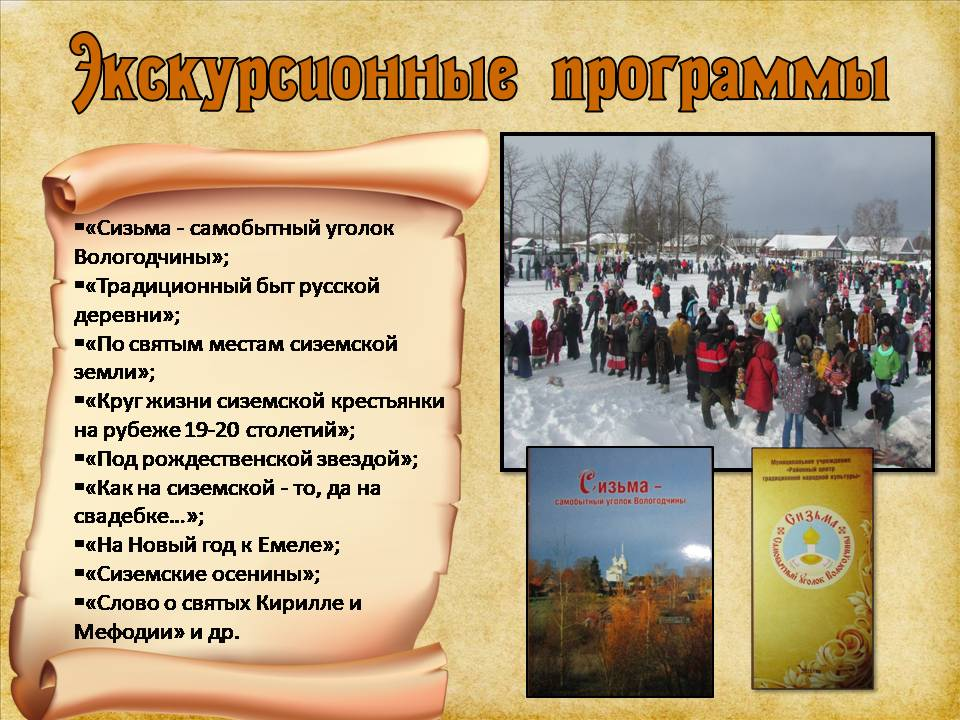 Экскурсионные программы
▪«Сизьма - самобытный уголок
Вологодчины»;
▪«Традиционный быт русской
деревни»;
▪«По святым местам сиземской
земли»;
▪«Круг жизни сиземской крестьянки
на рубеже 19-20 столетий»;
▪«Под рождественской звездой»;
▪«Как на сиземской - то, да на
свадебке…»;
▪«На Новый год к Емеле»;
▪«Сиземские осенины»;
▪«Слово о святых Кирилле и
Мефодии» и др.
Сизьма –
самобытный уголок Вологодчины
Муниципальное учреждение
«Районный центр
традиционной народной культуры»
СИЗЬМА
самобытный уголок Вологодчины